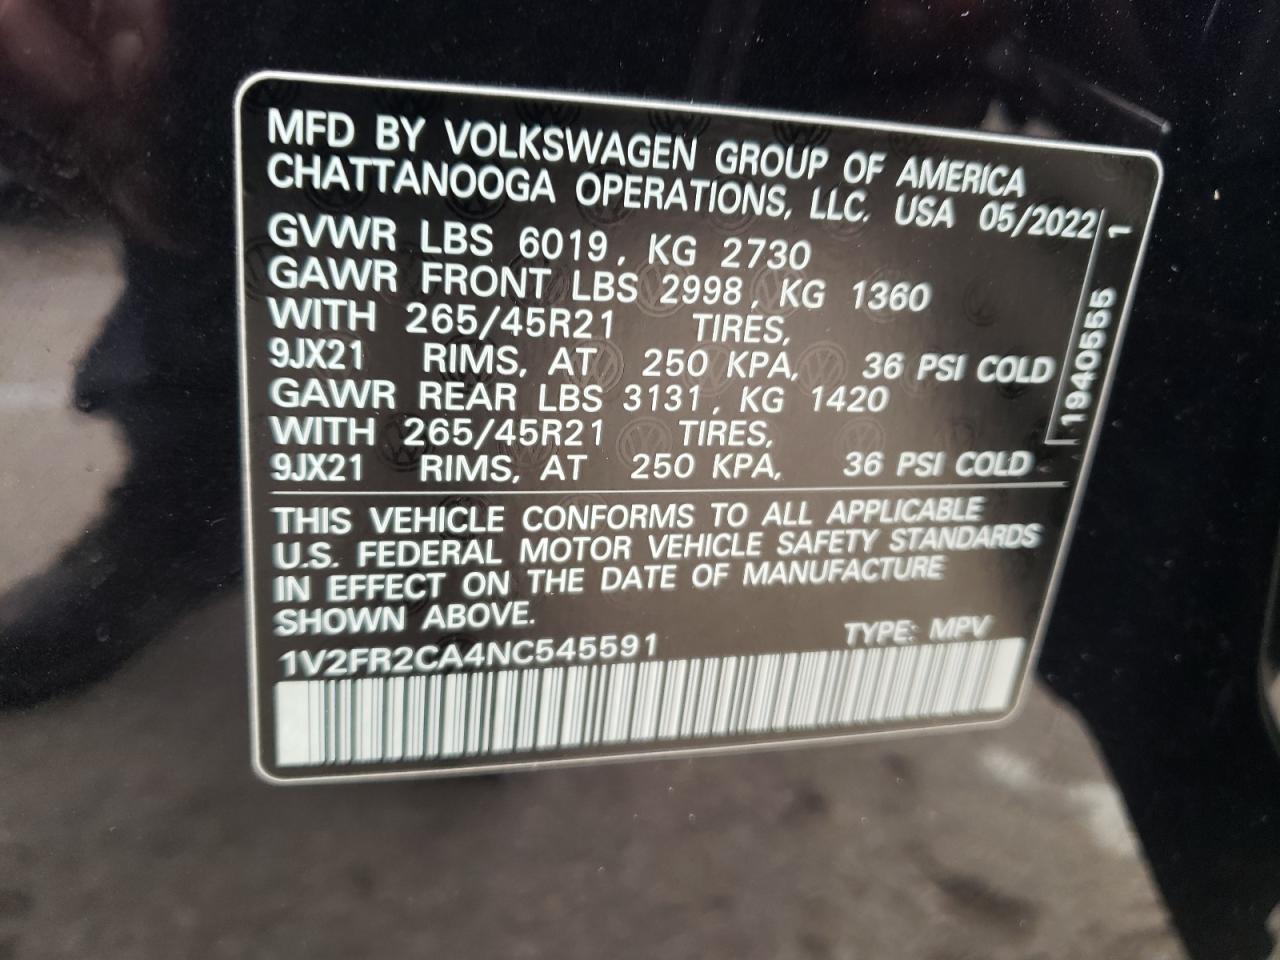 MFD BY VOLKSWAGEN GROUP OF AMERICA
CHATTANOOGA OPERATIONS, LLC. USA 05/2022
GVWR LBS 6019, KG 2730
GAWR FRONT LBS 2998, KG 1360
WITH 265/45R21 TIRES,
9JX21 RIMS, AT 250 KPA, 36 PSI COLD
GAWR REAR LBS 3131, KG 1420
WITH 265/45R21 TIRES,
9JX21 RIMS, AT 250 KPA, 36 PSI COLD
1940555 1
THIS VEHICLE CONFORMS TO ALL APPLICABLE
U.S. FEDERAL MOTOR VEHICLE SAFETY STANDARDS
IN EFFECT ON THE DATE OF MANUFACTURE
SHOWN ABOVE.
1V2FR2CA4NC545591 TYPE: MPV